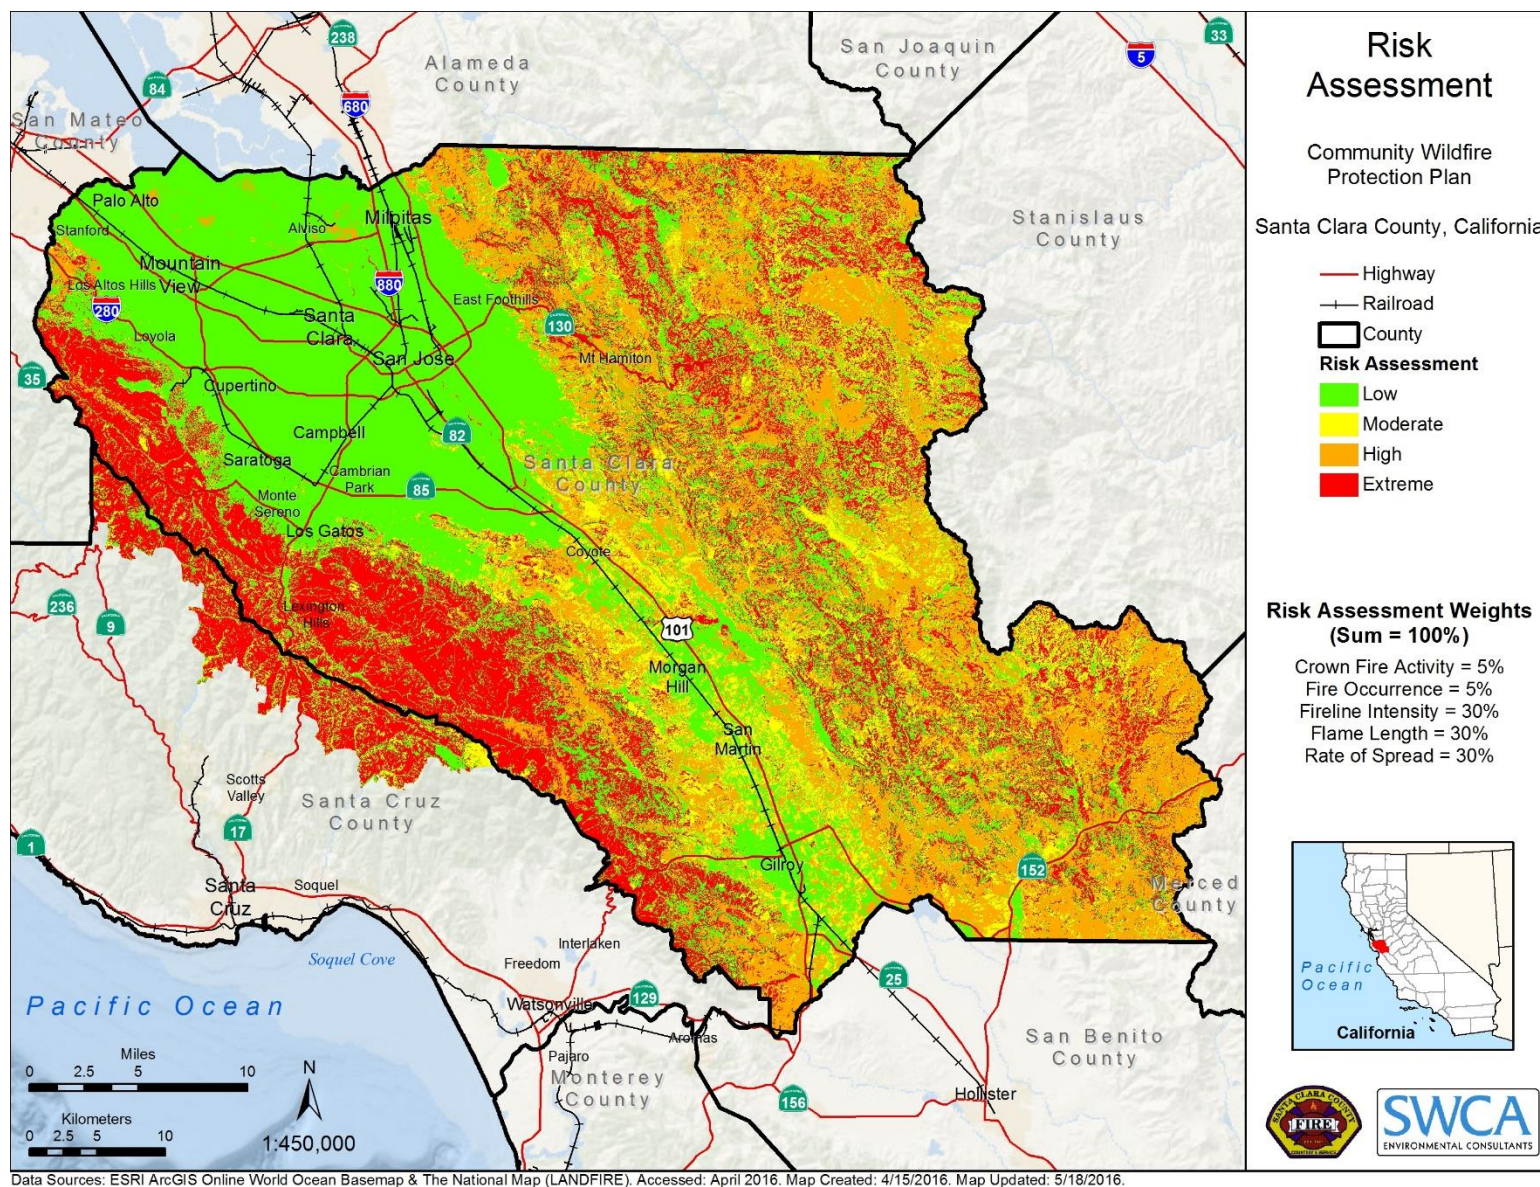 Risk
Assessment
Community Wildfire
Protection Plan
Santa Clara County, California
Highway
Railroad
County
Risk Assessment
Low
Moderate
High
Extreme
Risk Assessment Weights
(Sum = 100%)
Crown Fire Activity = 5%
Fire Occurrence = 5%
Fireline Intensity = 30%
Flame Length = 30%
Rate of Spread = 30%
Pacific
Ocean
California
SANTA CLARA COUNTY
FIRE
SWCA
ENVIRONMENTAL CONSULTANTS
238
84
680
Alameda
County
San Joaquin
County
5
33
San Mateo
County
Palo Alto
Stanford
Alviso
Milpitas
Stanislaus
County
Mountain
View
Los Altos Hills
280
880
East Foothills
130
Santa
Clara
Loyola
San Jose
Mt Hamilton
35
Cupertino
Campbell
82
Saratoga
Cambrian
Park
85
Santa Clara
County
Monte
Sereno
Los Gatos
Coyote
236
9
Lexington
Hills
101
Morgan
Hill
San
Martin
Scotts
Valley
17
Santa Cruz
County
1
Gilroy
152
Merced
County
Santa
Cruz
Soquel
Soquel Cove
Interlaken
Freedom
25
Watsonville
129
Pacific Ocean
Aromas
San Benito
County
Pajaro
Monterey
County
156
Hollister
Miles
0 2.5 5 10
Kilometers
0 2.5 5 10
N
1:450,000
Data Sources: ESRI ArcGIS Online World Ocean Basemap & The National Map (LANDFIRE). Accessed: April 2016. Map Created: 4/15/2016. Map Updated: 5/18/2016.